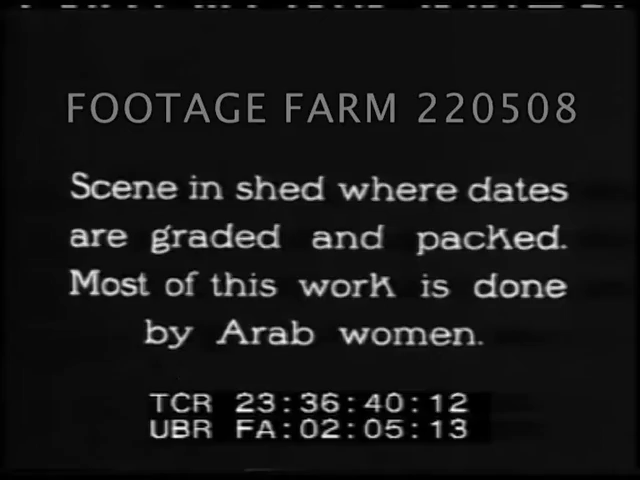 FOOTAGE FARM 220508
Scene in shed where dates
are graded and packed.
Most of this work is done
by Arab women.
TCR 23:36:40:12
UBR FA:02:05:13